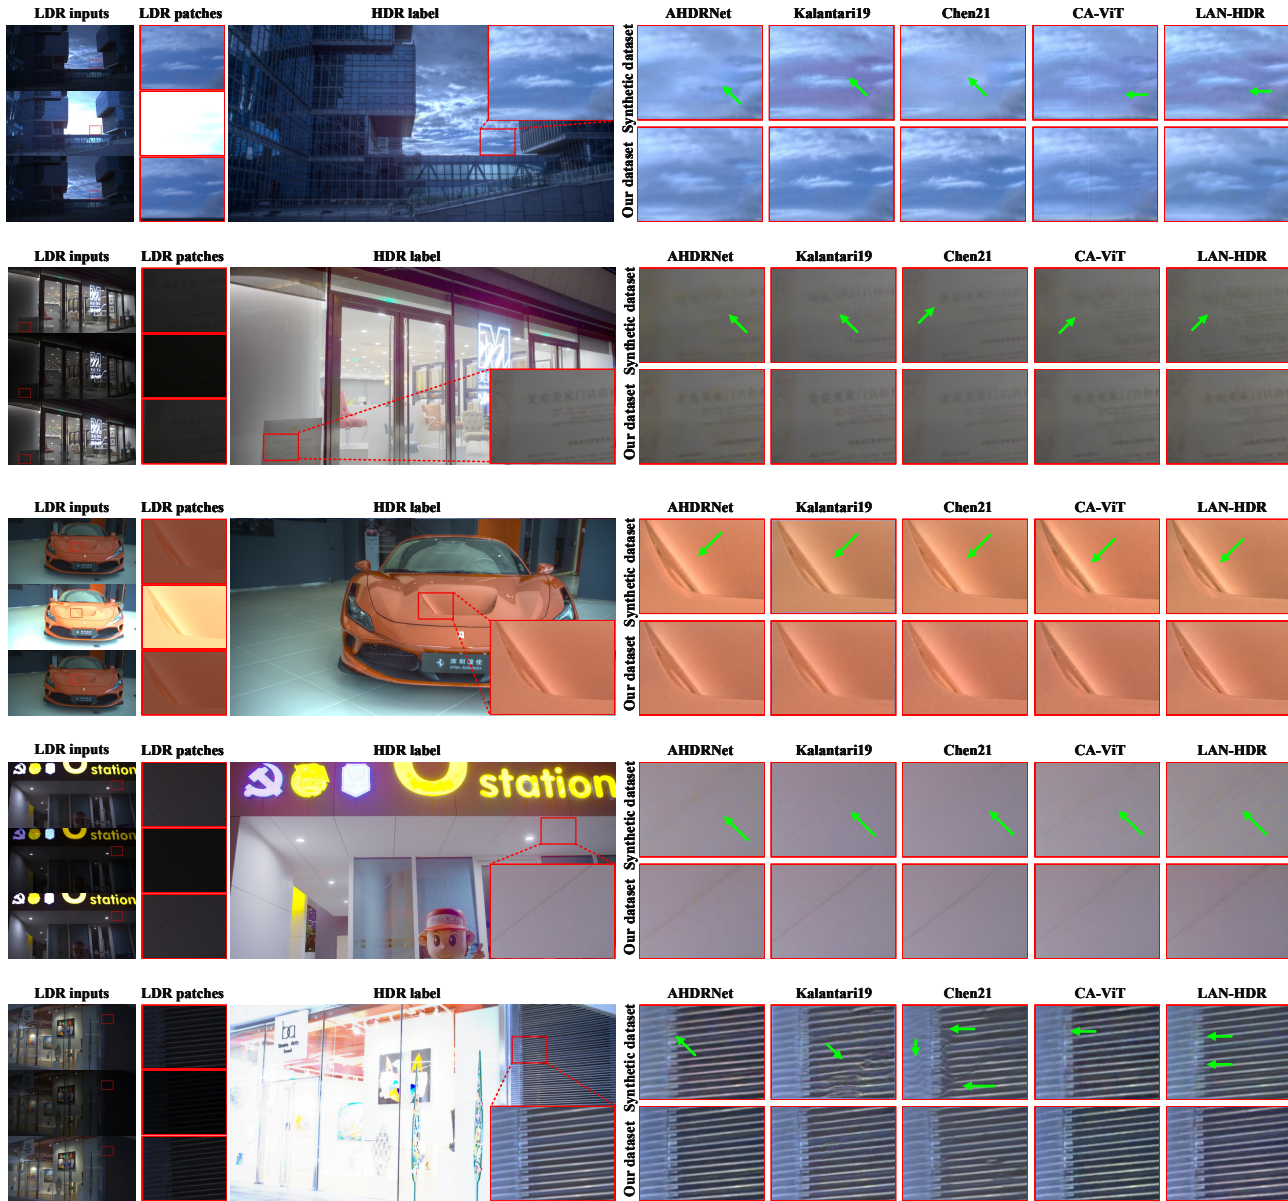 LDR inputs LDR patches HDR label AHDRNet Kalantari19 Chen21 CA-ViT LAN-HDR
Synthetic dataset
Our dataset
LDR inputs LDR patches HDR label AHDRNet Kalantari19 Chen21 CA-ViT LAN-HDR
Synthetic dataset
Our dataset
M
LDR inputs LDR patches HDR label AHDRNet Kalantari19 Chen21 CA-ViT LAN-HDR
Synthetic dataset
Our dataset
LDR inputs LDR patches HDR label AHDRNet Kalantari19 Chen21 CA-ViT LAN-HDR
Synthetic dataset
Our dataset
station
station
station
station
LDR inputs LDR patches HDR label AHDRNet Kalantari19 Chen21 CA-ViT LAN-HDR
Synthetic dataset
Our dataset
ba